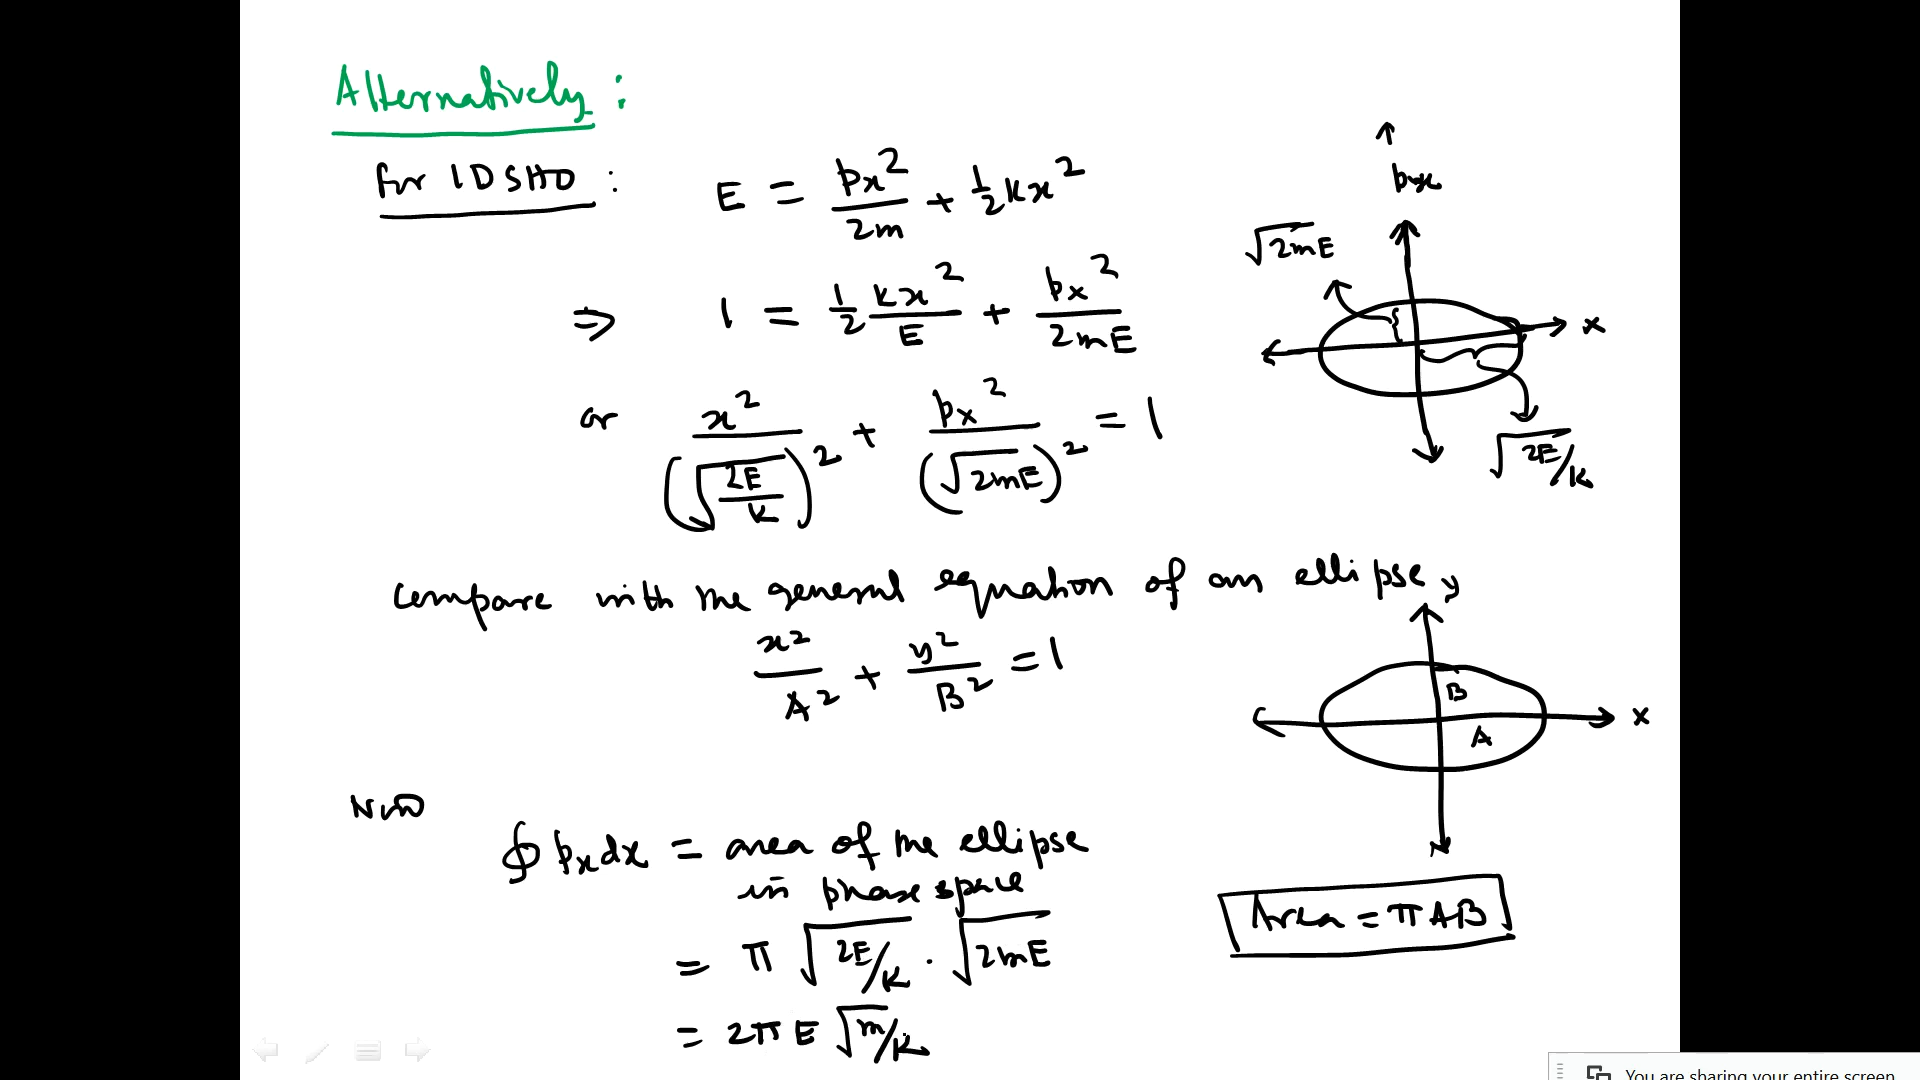 Alternatively :
for 1D SHO : E = px²/2m + 1/2 kx²
⇒ 1 = 1/2 kx²/E + px²/2mE
or x²/(√(2E/k))² + px²/(√2mE)² = 1
px
√2mE
x
√2E/k
Compare with the general equation of an ellipse
x²/A² + y²/B² = 1
y
B
x
A
Now
∮ px dx = area of the ellipse
in phase space
= π √2E/k . √2mE
= 2πE √m/k
Area = πAB
You are sharing your entire screen